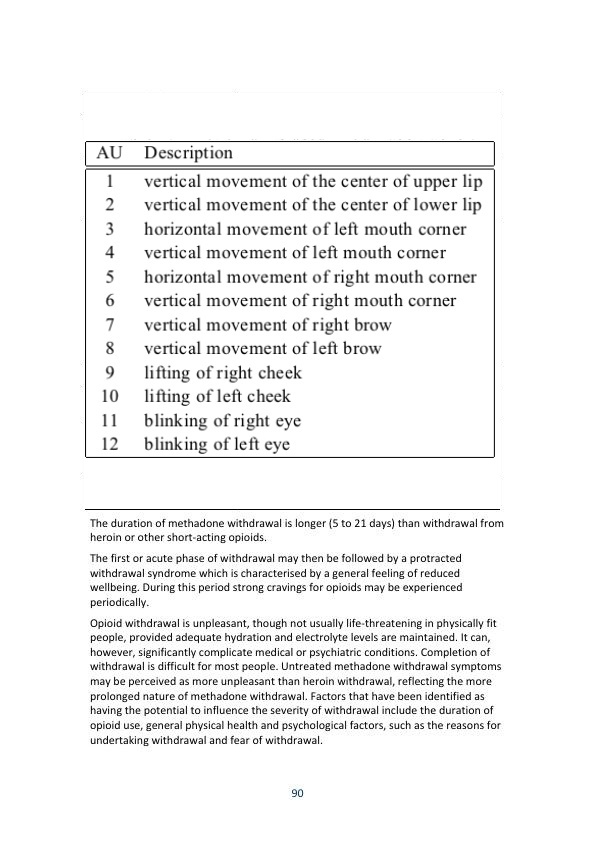 AU Description
1 vertical movement of the center of upper lip
2 vertical movement of the center of lower lip
3 horizontal movement of left mouth corner
4 vertical movement of left mouth corner
5 horizontal movement of right mouth corner
6 vertical movement of right mouth corner
7 vertical movement of right brow
8 vertical movement of left brow
9 lifting of right cheek
10 lifting of left cheek
11 blinking of right eye
12 blinking of left eye
The duration of methadone withdrawal is longer (5 to 21 days) than withdrawal from
heroin or other short-acting opioids.
The first or acute phase of withdrawal may then be followed by a protracted
withdrawal syndrome which is characterised by a general feeling of reduced
wellbeing. During this period strong cravings for opioids may be experienced
periodically.
Opioid withdrawal is unpleasant, though not usually life-threatening in physically fit
people, provided adequate hydration and electrolyte levels are maintained. It can,
however, significantly complicate medical or psychiatric conditions. Completion of
withdrawal is difficult for most people. Untreated methadone withdrawal symptoms
may be perceived as more unpleasant than heroin withdrawal, reflecting the more
prolonged nature of methadone withdrawal. Factors that have been identified as
having the potential to influence the severity of withdrawal include the duration of
opioid use, general physical health and psychological factors, such as the reasons for
undertaking withdrawal and fear of withdrawal.
90